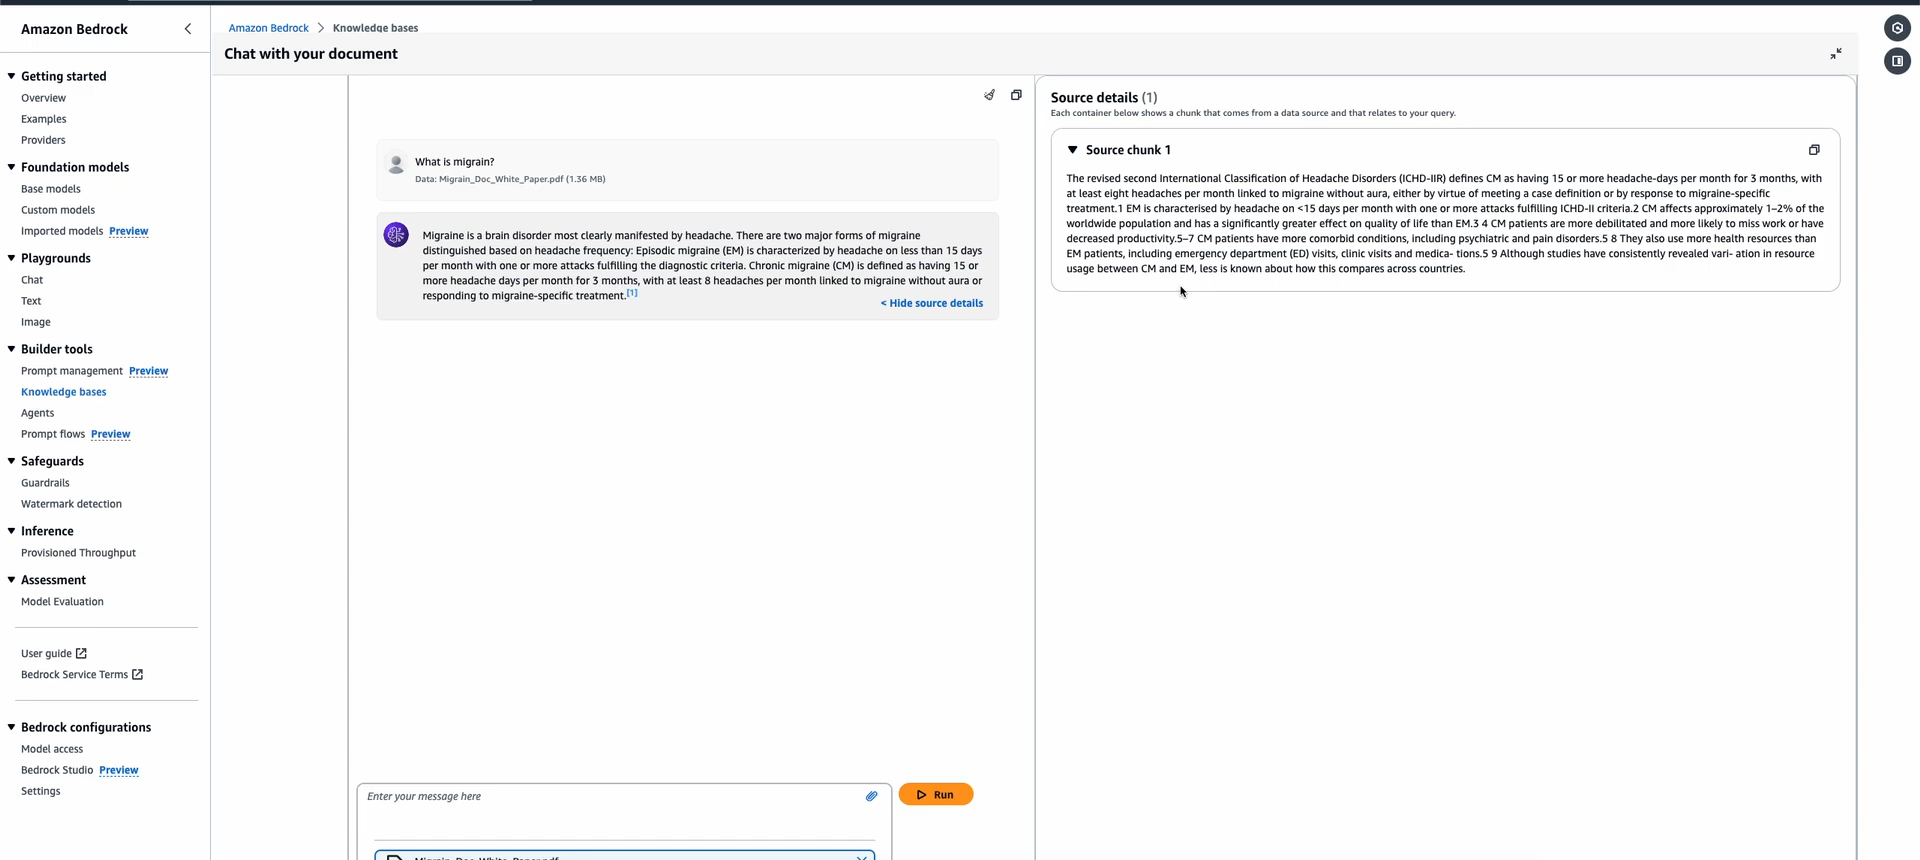 Amazon Bedrock
Getting started
Overview
Examples
Providers
Foundation models
Base models
Custom models
Imported models Preview
Playgrounds
Chat
Text
Image
Builder tools
Prompt management Preview
Knowledge bases
Agents
Prompt flows Preview
Safeguards
Guardrails
Watermark detection
Inference
Provisioned Throughput
Assessment
Model Evaluation
User guide
Bedrock Service Terms
Bedrock configurations
Model access
Bedrock Studio Preview
Settings
Amazon Bedrock > Knowledge bases
Chat with your document
What is migrain?
Data: Migrain_Doc_White_Paper.pdf (1.36 MB)
Migraine is a brain disorder most clearly manifested by headache. There are two major forms of migraine
distinguished based on headache frequency: Episodic migraine (EM) is characterized by headache on less than 15 days
per month with one or more attacks fulfilling the diagnostic criteria. Chronic migraine (CM) is defined as having 15 or
more headache days per month for 3 months, with at least 8 headaches per month linked to migraine without aura or
responding to migraine-specific treatment.[1]
< Hide source details
Enter your message here
Run
Migrain_Doc_White_Paper.pdf
Source details (1)
Each container below shows a chunk that comes from a data source and that relates to your query.
Source chunk 1
The revised second International Classification of Headache Disorders (ICHD-IIR) defines CM as having 15 or more headache-days per month for 3 months, with
at least eight headaches per month linked to migraine without aura, either by virtue of meeting a case definition or by response to migraine-specific
treatment.1 EM is characterised by headache on <15 days per month with one or more attacks fulfilling ICHD-II criteria.2 CM affects approximately 1–2% of the
worldwide population and has a significantly greater effect on quality of life than EM.3 4 CM patients are more debilitated and more likely to miss work or have
decreased productivity.5–7 CM patients have more comorbid conditions, including psychiatric and pain disorders.5 8 They also use more health resources than
EM patients, including emergency department (ED) visits, clinic visits and medica- tions.5 9 Although studies have consistently revealed vari- ation in resource
usage between CM and EM, less is known about how this compares across countries.